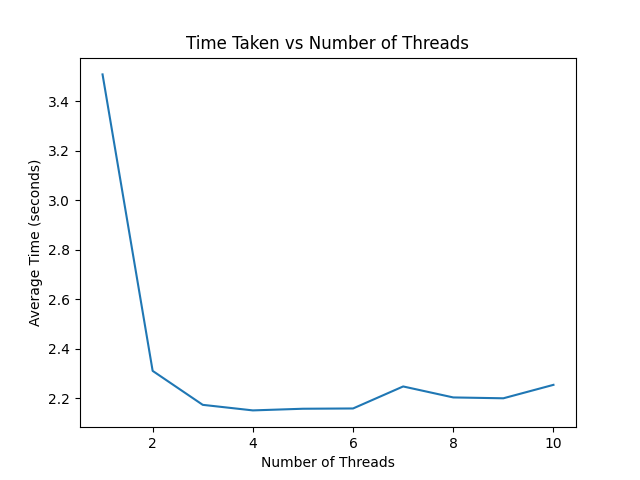 Time Taken vs Number of Threads
3.4
3.2
3.0
2.8
2.6
2.4
2.2
Average Time (seconds)
2 4 6 8 10
Number of Threads